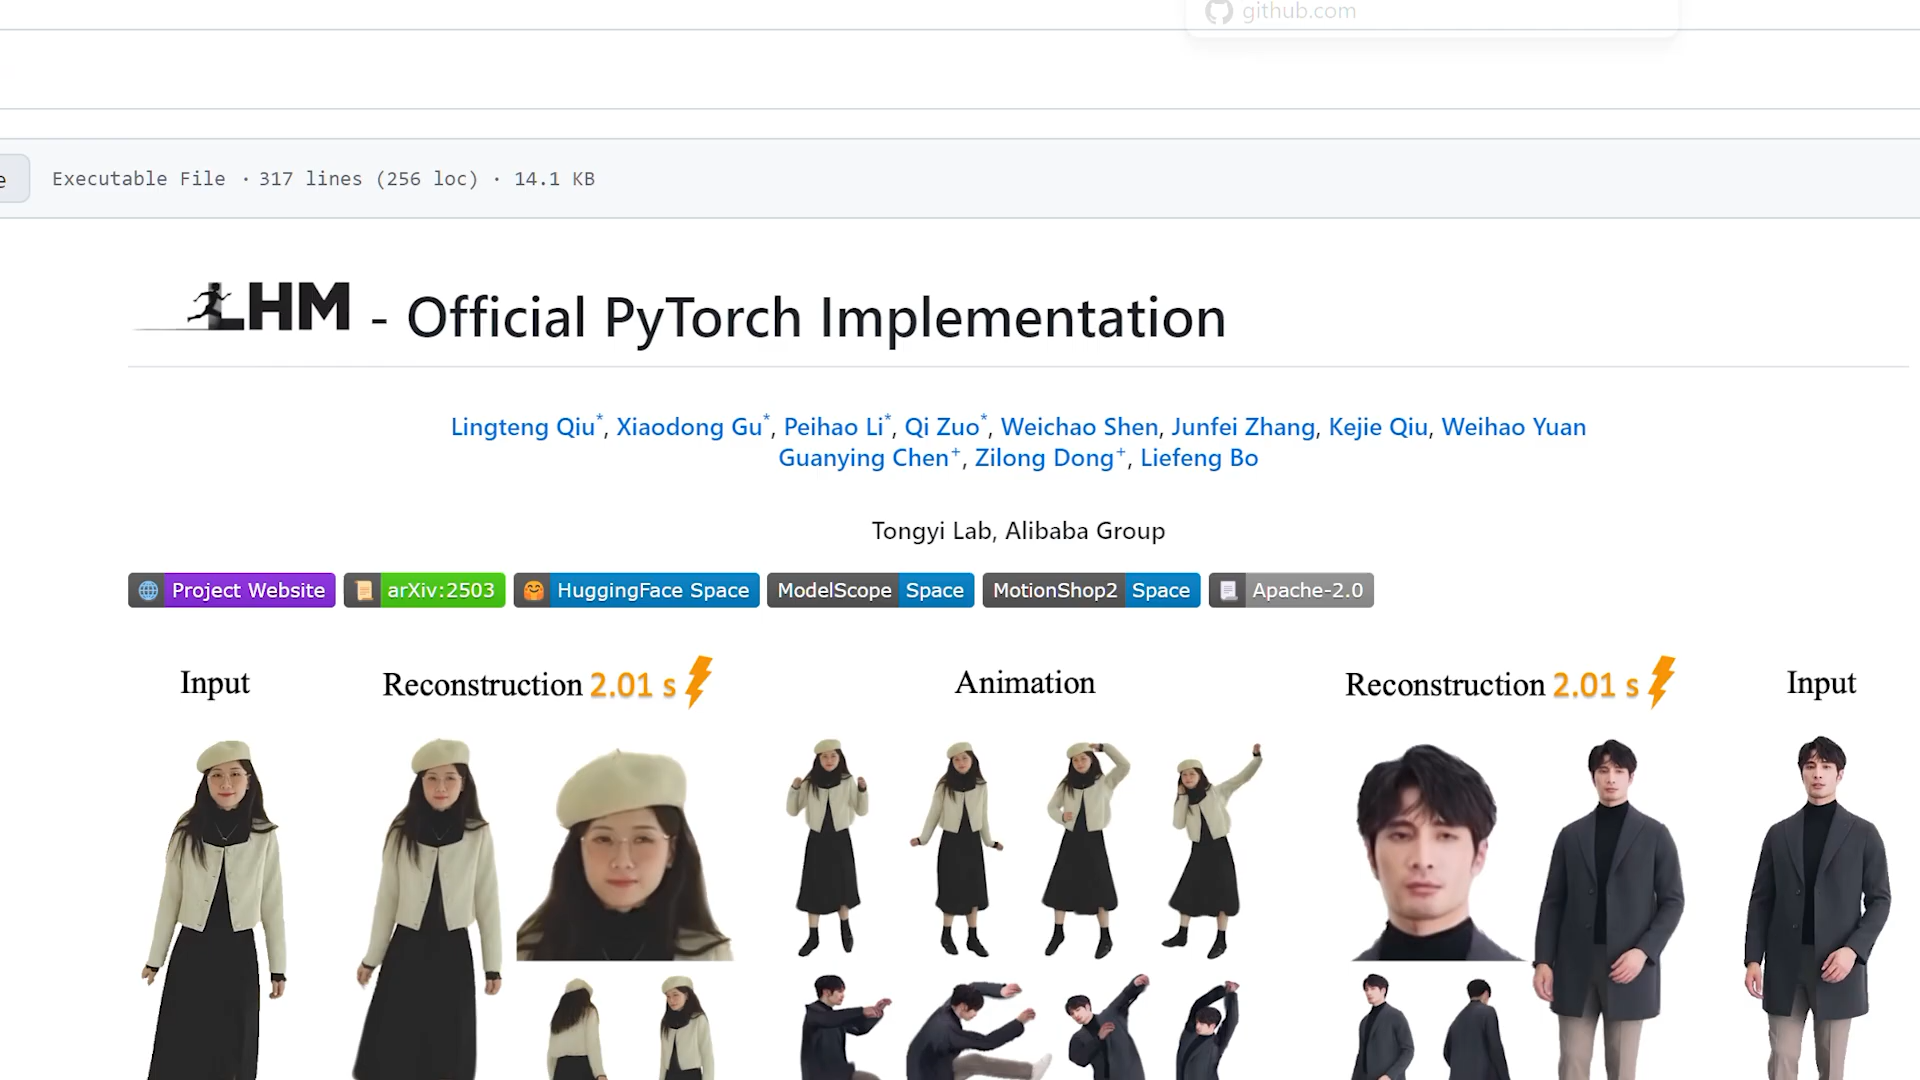 github.com
e
Executable File · 317 lines (256 loc) · 14.1 KB
LHM - Official PyTorch Implementation
Lingteng Qiu*, Xiaodong Gu*, Peihao Li*, Qi Zuo*, Weichao Shen, Junfei Zhang, Kejie Qiu, Weihao Yuan
Guanying Chen+, Zilong Dong+, Liefeng Bo
Tongyi Lab, Alibaba Group
Project Website arXiv:2503 HuggingFace Space ModelScope Space MotionShop2 Space Apache-2.0
Input Reconstruction 2.01 s Animation Reconstruction 2.01 s Input